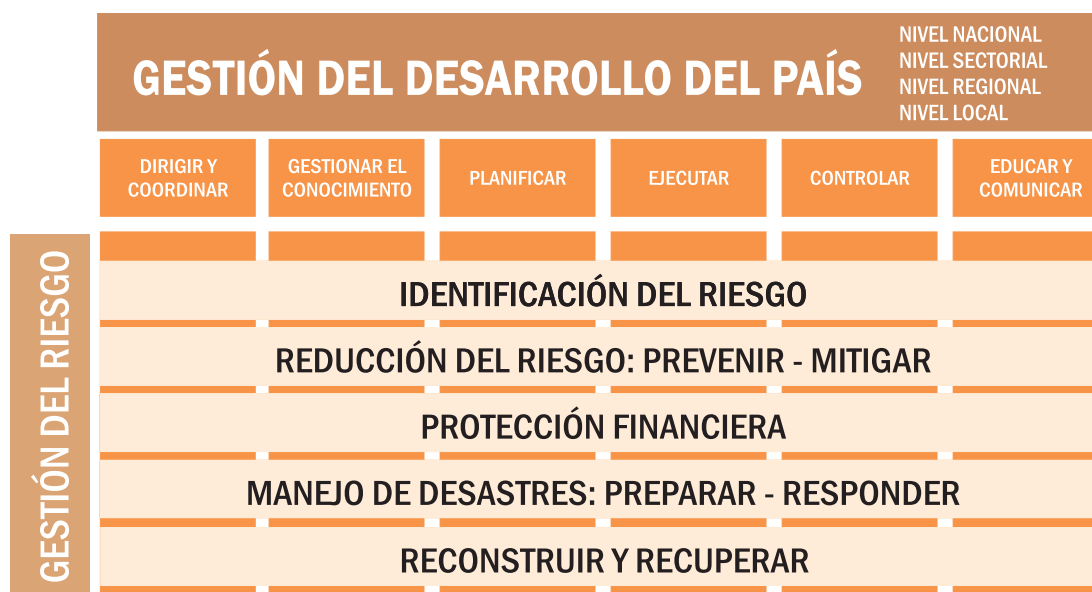 GESTIÓN DEL DESARROLLO DEL PAÍS
NIVEL NACIONAL
NIVEL SECTORIAL
NIVEL REGIONAL
NIVEL LOCAL
DIRIGIR Y
COORDINAR
GESTIONAR EL
CONOCIMIENTO
PLANIFICAR
EJECUTAR
CONTROLAR
EDUCAR Y
COMUNICAR
GESTIÓN DEL RIESGO
IDENTIFICACIÓN DEL RIESGO
REDUCCIÓN DEL RIESGO: PREVENIR - MITIGAR
PROTECCIÓN FINANCIERA
MANEJO DE DESASTRES: PREPARAR - RESPONDER
RECONSTRUIR Y RECUPERAR